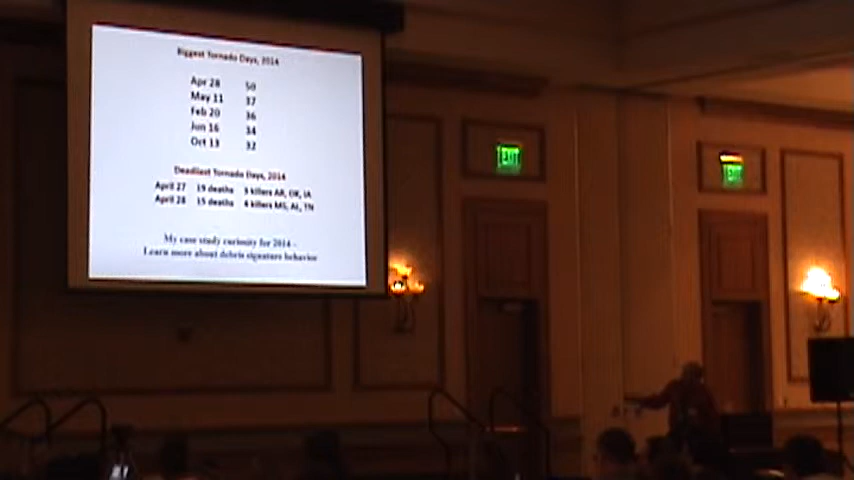 Biggest Tornado Days, 2014
Apr 28 50
May 11 37
Feb 20 36
Jun 16 34
Oct 13 32
Deadliest Tornado Days, 2014
April 27 19 deaths 3 killers AR, OK, IA
April 28 15 deaths 4 killers MS, AL, TN
My case study curiosity for 2014 –
Learn more about debris signature behavior
EXIT
EXIT